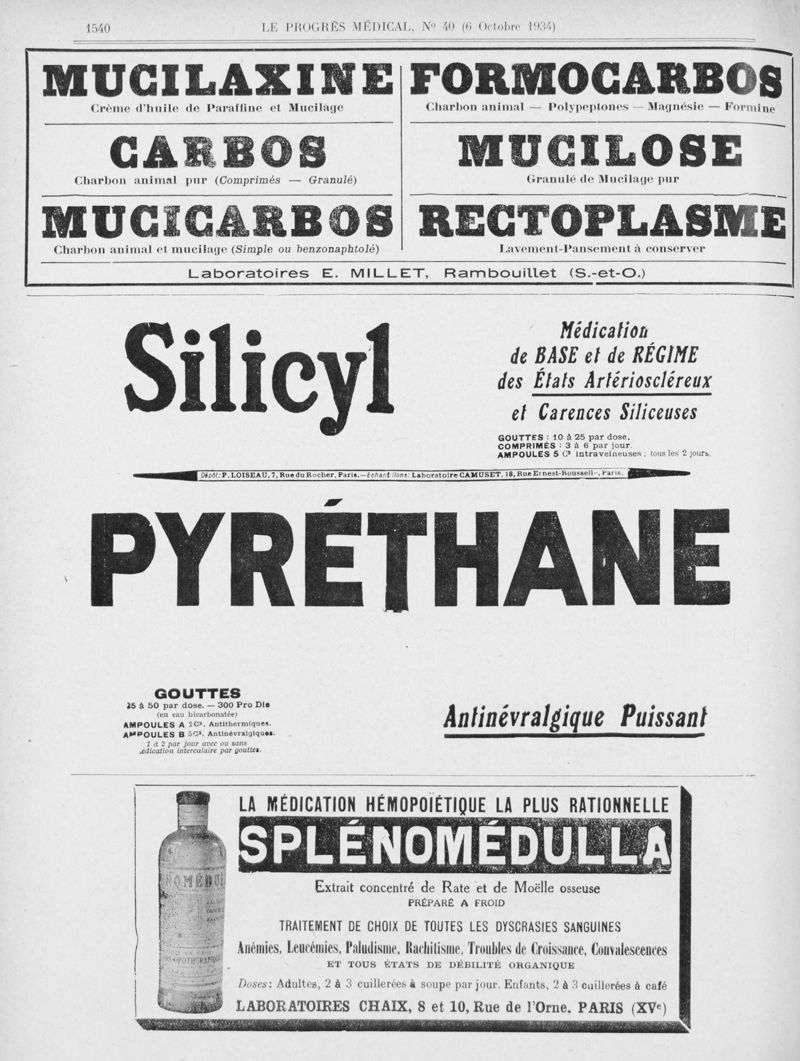 1540
LE PROGRÈS MÉDICAL, Nº 40 (6 Octobre 1934)
MUCILAXINE
Crème d'huile de Paraffine et Mucilage
FORMOCARBOS
Charbon animal — Polypeptones — Magnésie — Formine
CARBOS
Charbon animal pur (Comprimés — Granulé)
MUCILOSE
Granulé de Mucilage pur
MUCICARBOS
Charbon animal et mucilage (Simple ou benzonaphtolé)
RECTOPLASME
Lavement-Pansement à conserver
Laboratoires E. MILLET, Rambouillet (S.-et-O.)
Silicyl
Médication
de BASE et de RÉGIME
des États Artérioscléreux
et Carences Siliceuses
GOUTTES : 10 à 25 par dose.
COMPRIMÉS : 3 à 6 par jour.
AMPOULES 5 Cᶜ intraveineuses : tous les 2 jours.
Dépôt: P. LOISEAU, 7, Rue du Rocher, Paris. — Echantillons: Laboratoire CAMUSET, 18, Rue Ernest-Roussell-, Paris.
PYRÉTHANE
GOUTTES
25 à 50 par dose. — 300 Pro Die
(en eau bicarbonatée)
AMPOULES A 2Cᶜ. Antithermiques.
AMPOULES B 5Cᶜ. Antinévralgiques.
1 à 2 par jour avec ou sans
médication intercalaire par gouttes.
Antinévralgique Puissant
LA MÉDICATION HÉMOPOÏÉTIQUE LA PLUS RATIONNELLE
SPLÉNOMÉDULLA
Extrait concentré de Rate et de Moëlle osseuse
PRÉPARÉ A FROID
TRAITEMENT DE CHOIX DE TOUTES LES DYSCRASIES SANGUINES
Anémies, Leucémies, Paludisme, Rachitisme, Troubles de Croissance, Convalescences
ET TOUS ÉTATS DE DÉBILITÉ ORGANIQUE
Doses: Adultes, 2 à 3 cuillerées à soupe par jour. Enfants, 2 à 3 cuillerées à café
LABORATOIRES CHAIX, 8 et 10, Rue de l'Orne. PARIS (XVᵉ)